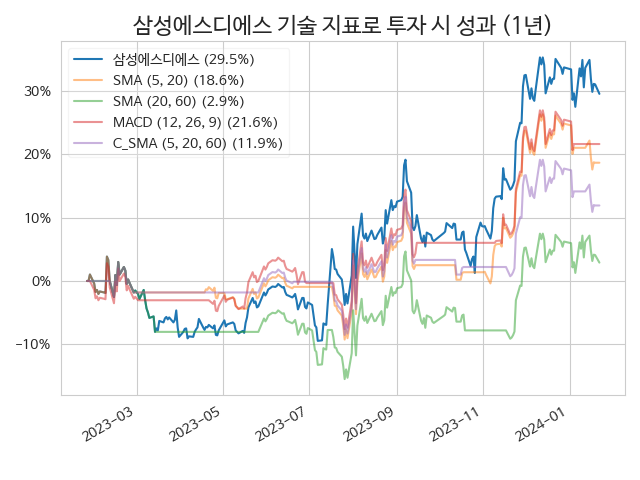 삼성에스디에스 기술 지표로 투자 시 성과 (1년)
삼성에스디에스 (29.5%)
SMA (5, 20) (18.6%)
SMA (20, 60) (2.9%)
MACD (12, 26, 9) (21.6%)
C_SMA (5, 20, 60) (11.9%)
30%
20%
10%
0%
−10%
2023−03
2023−05
2023−07
2023−09
2023−11
2024−01